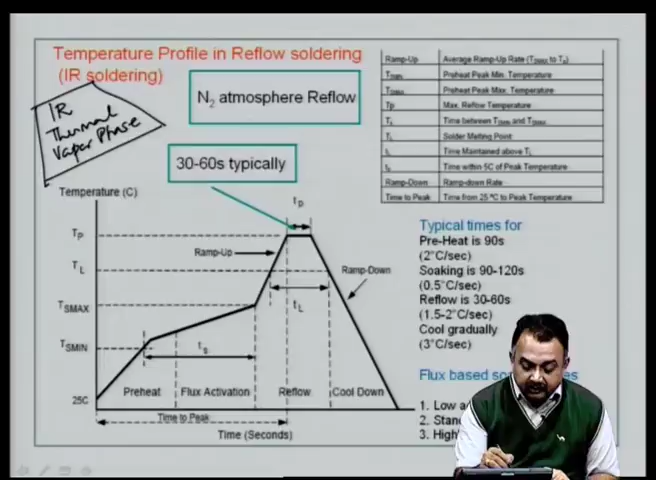 Temperature Profile in Reflow soldering
(IR soldering)
N2 atmosphere Reflow
IR
Thermal
Vapor Phase
30-60s typically
Ramp-Up Average Ramp-Up Rate (TSMAX to TP)
TSMIN Preheat Peak Min. Temperature
TSMAX Preheat Peak Max. Temperature
Tp Max. Reflow Temperature
Time between TSMIN and TSMAX
TL Solder Melting Point
tL Time Maintained above TL
Time within 5C of Peak Temperature
Ramp-Down Ramp-down Rate
Time to Peak Time from 25 ºC to Peak Temperature
Temperature (C)
tP
TP
Ramp-Up
TL
Ramp-Down
TSMAX
tL
TSMIN
ts
25C
Preheat
Flux Activation
Reflow
Cool Down
Time to Peak
Time (Seconds)
Typical times for
Pre-Heat is 90s
(2°C/sec)
Soaking is 90-120s
(0.5°C/sec)
Reflow is 30-60s
(1.5-2°C/sec)
Cool gradually
(3°C/sec)
Flux based
1. Low
2.
3.